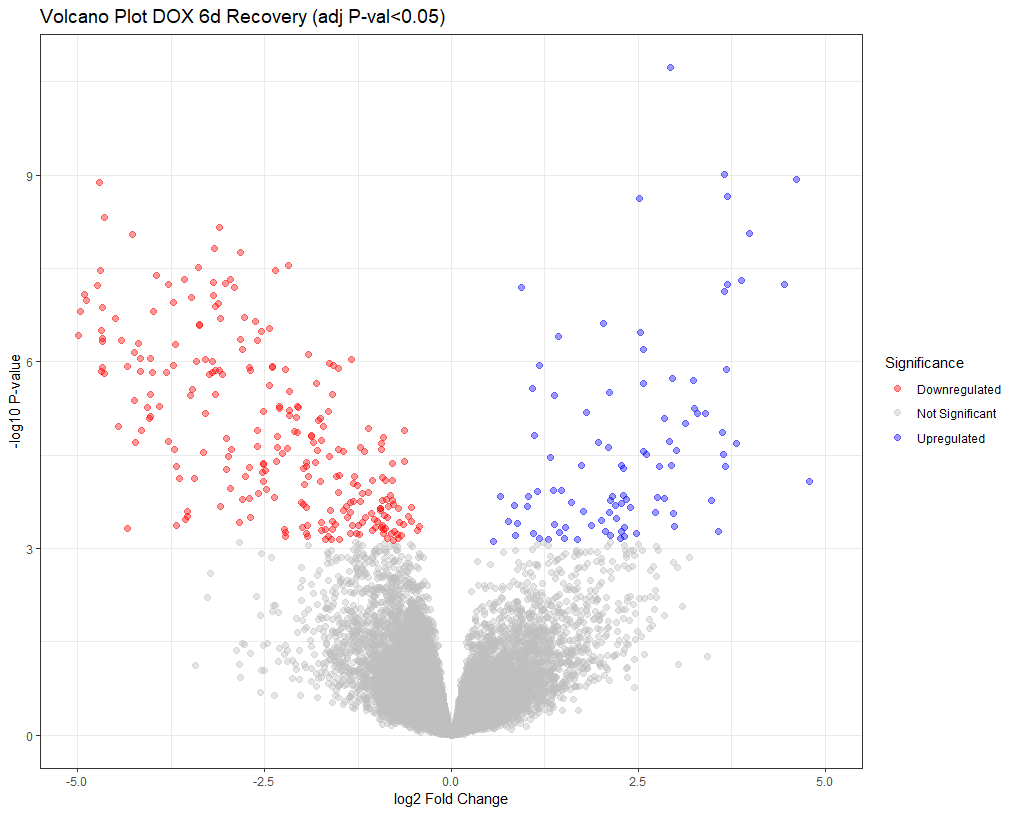 Volcano Plot DOX 6d Recovery (adj P-val<0.05)
-log10 P-value
9
6
3
0
-5.0
-2.5
0.0
2.5
5.0
log2 Fold Change
Significance
Downregulated
Not Significant
Upregulated